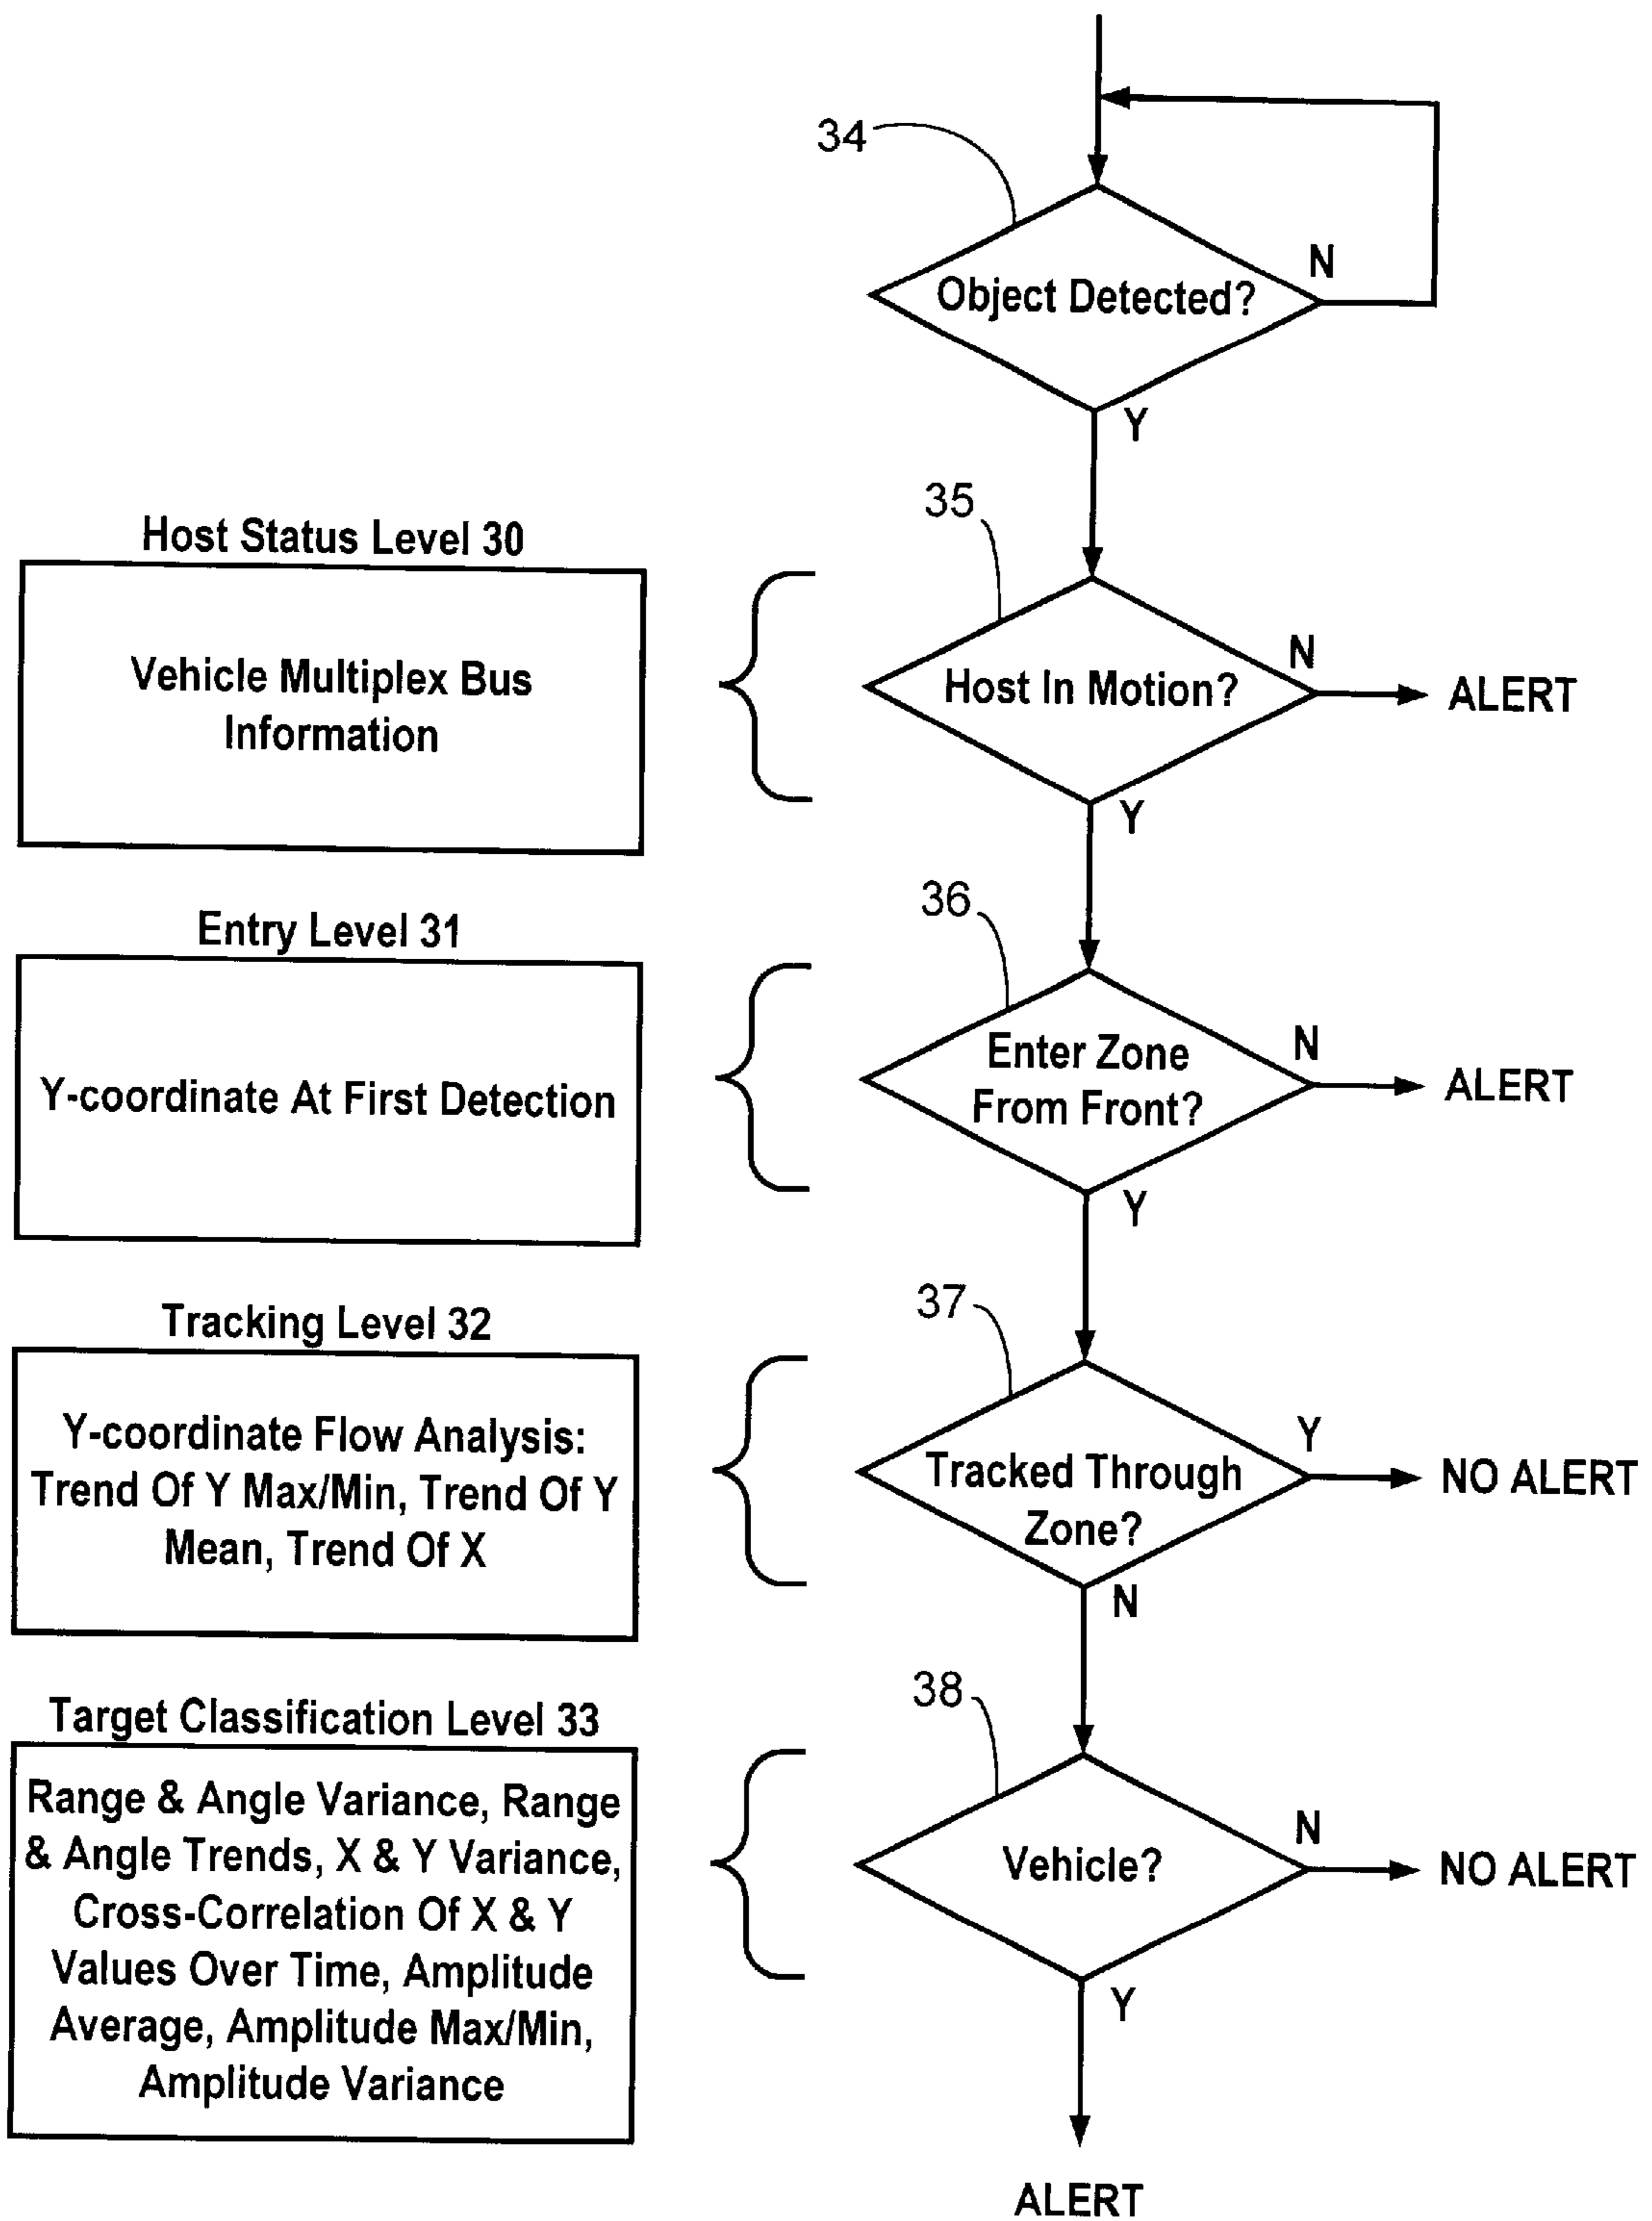 34
N
Object Detected?
Y
35
Host Status Level 30
N
Vehicle Multiplex Bus
Information
Host In Motion?
ALERT
Y
36
Entry Level 31
N
Y-coordinate At First Detection
Enter Zone
From Front?
ALERT
Y
37
Tracking Level 32
Y
Y-coordinate Flow Analysis:
Trend Of Y Max/Min, Trend Of Y
Mean, Trend Of X
Tracked Through
Zone?
NO ALERT
N
38
Target Classification Level 33
Range & Angle Variance, Range
& Angle Trends, X & Y Variance,
Cross-Correlation Of X & Y
Values Over Time, Amplitude
Average, Amplitude Max/Min,
Amplitude Variance
N
Vehicle?
NO ALERT
Y
ALERT